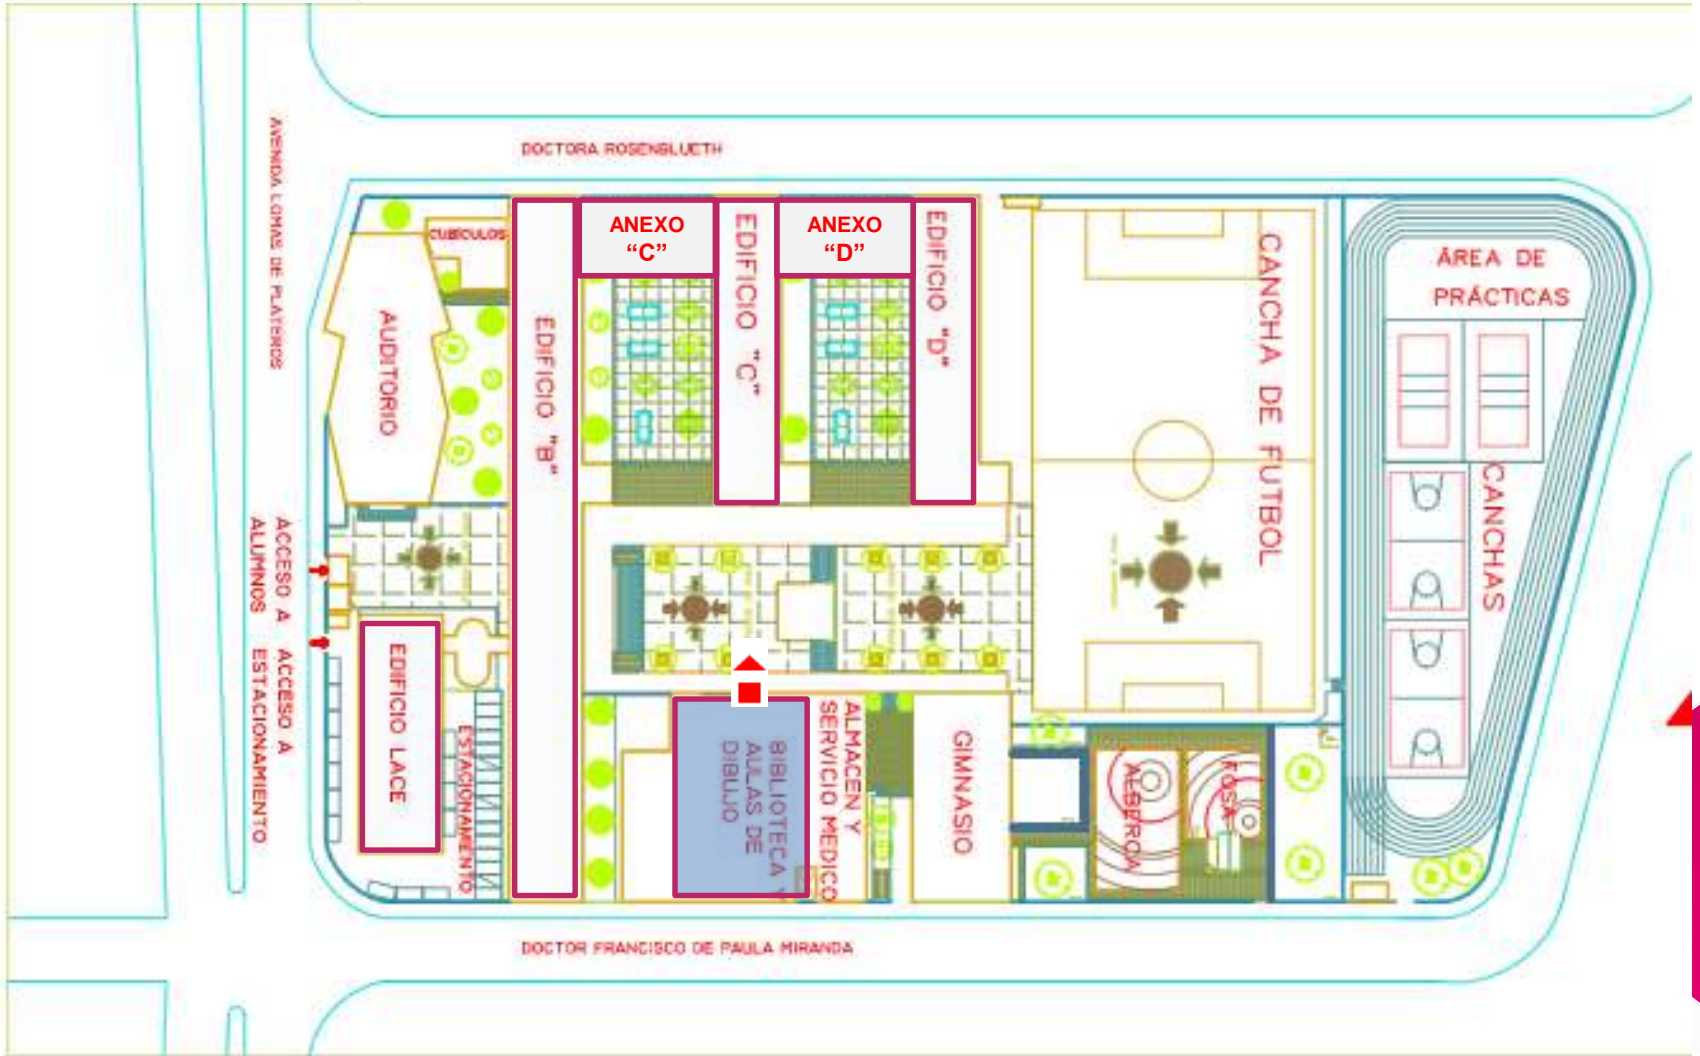 DOCTORA ROSENBLUETH
AVENIDA LOMAS DE PLATEROS
CUBÍCULOS
ANEXO
“C”
ANEXO
“D”
EDIFICIO "B"
EDIFICIO "C"
EDIFICIO "D"
AUDITORIO
CANCHA DE FUTBOL
ÁREA DE
PRÁCTICAS
CANCHAS
ACCESO A
ALUMNOS
ACCESO A
ESTACIONAMIENTO
EDIFICIO LACE
ESTACIONAMIENTO
BIBLIOTECA Y
AULAS DE
DIBUJO
ALMACEN Y
SERVICIO MEDICO
GIMNASIO
ALBERCA
FOSA
DOCTOR FRANCISCO DE PAULA MIRANDA